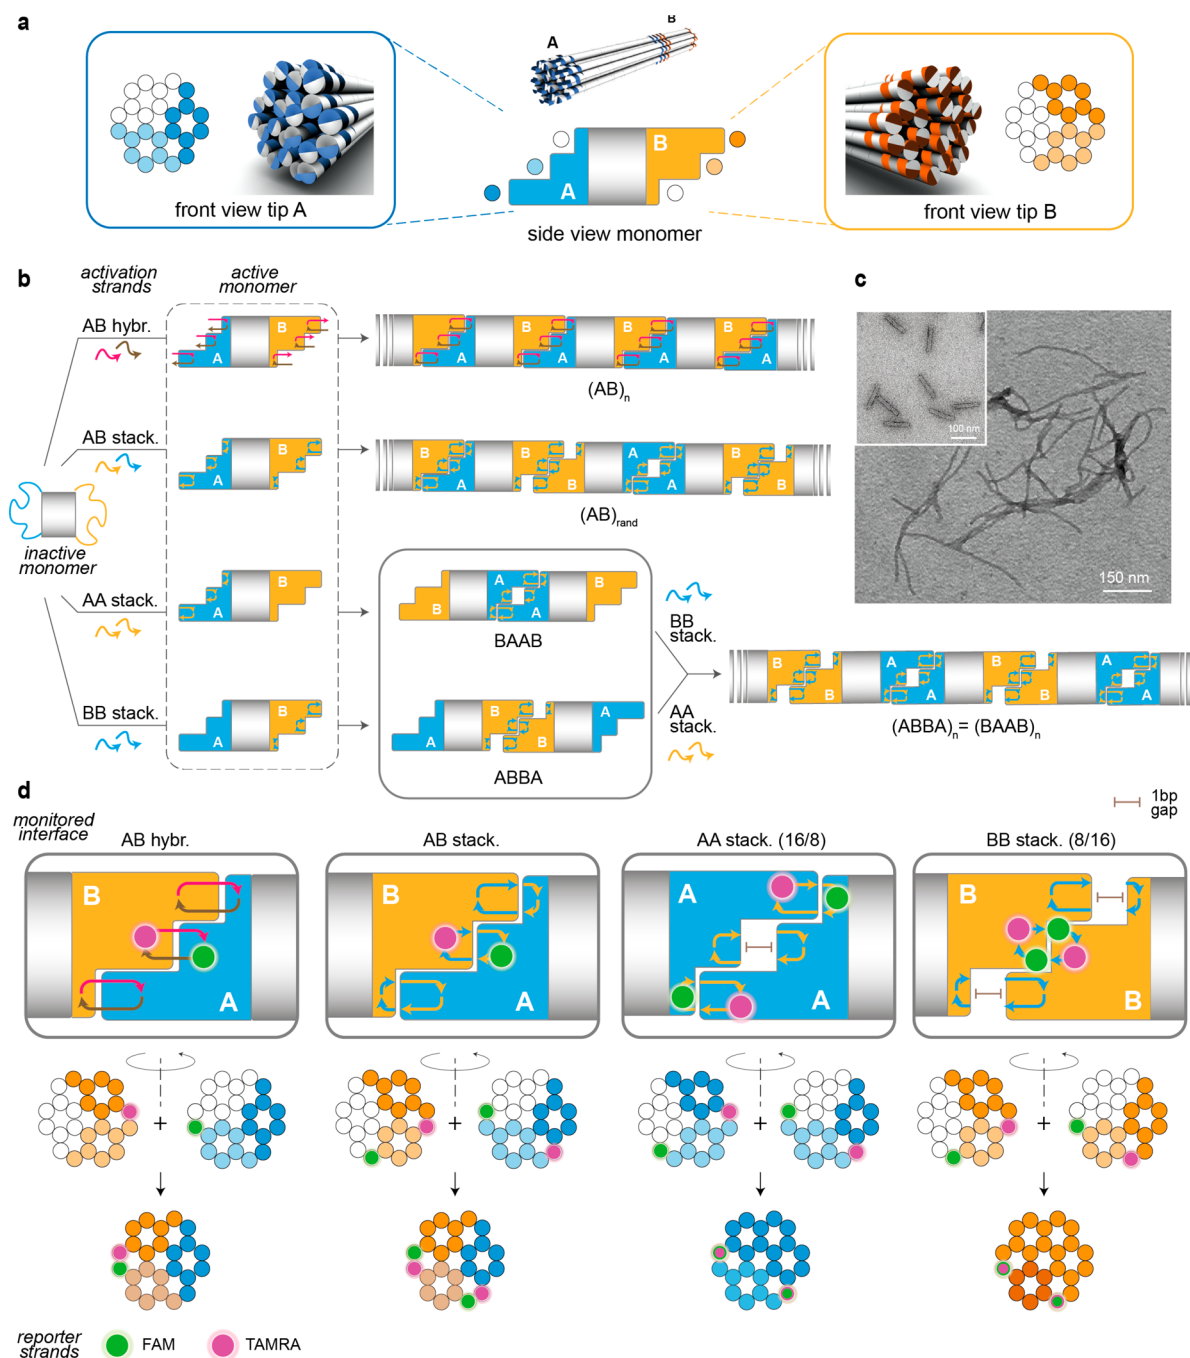 a
A
B
B
A
front view tip A
side view monomer
front view tip B
b
activation
strands
active
monomer
c
AB hybr.
B
A
B
B
B
B
A
A
A
A
(AB)n
100 nm
AB stack.
B
A
B
B
A
B
A
B
A
B
(AB)rand
inactive
monomer
150 nm
AA stack.
B
A
A
B
B
A
BAAB
BB
stack.
BB stack.
B
A
B
A
A
B
ABBA
AA
stack.
B
A
B
A
B
A
B
A
(ABBA)n= (BAAB)n
d
monitored
interface
1bp
gap
AB hybr.
AB stack.
AA stack. (16/8)
BB stack. (8/16)
B
A
B
A
A
A
B
B
+
+
+
+
reporter
strands
FAM
TAMRA